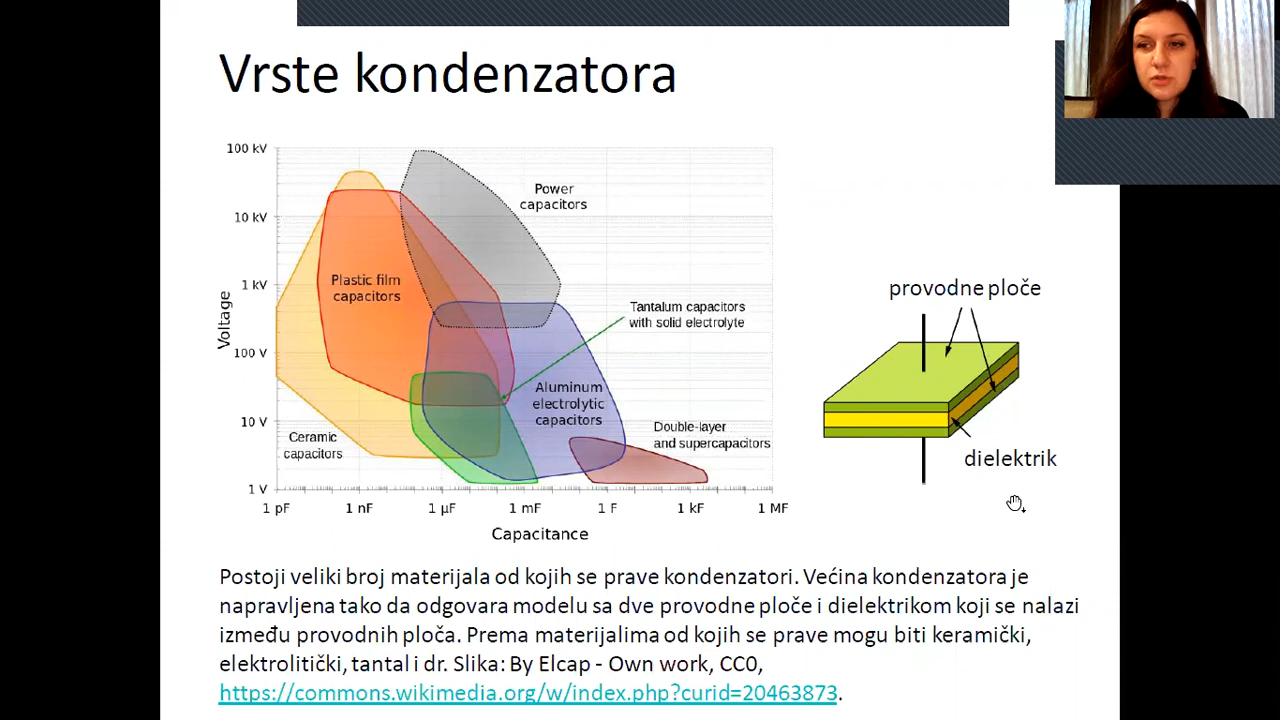 Vrste kondenzatora
100 kV
10 kV
1 kV
100 V
10 V
1 V
Voltage
Power
capacitors
Plastic film
capacitors
Tantalum capacitors
with solid electrolyte
Aluminum
electrolytic
capacitors
Double-layer
and supercapacitors
Ceramic
capacitors
1 pF
1 nF
1 µF
1 mF
1 F
1 kF
1 MF
Capacitance
provodne ploče
dielektrik
Postoji veliki broj materijala od kojih se prave kondenzatori. Većina kondenzatora je
napravljena tako da odgovara modelu sa dve provodne ploče i dielektrikom koji se nalazi
između provodnih ploča. Prema materijalima od kojih se prave mogu biti keramički,
elektrolitički, tantal i dr. Slika: By Elcap - Own work, CC0,
https://commons.wikimedia.org/w/index.php?curid=20463873.